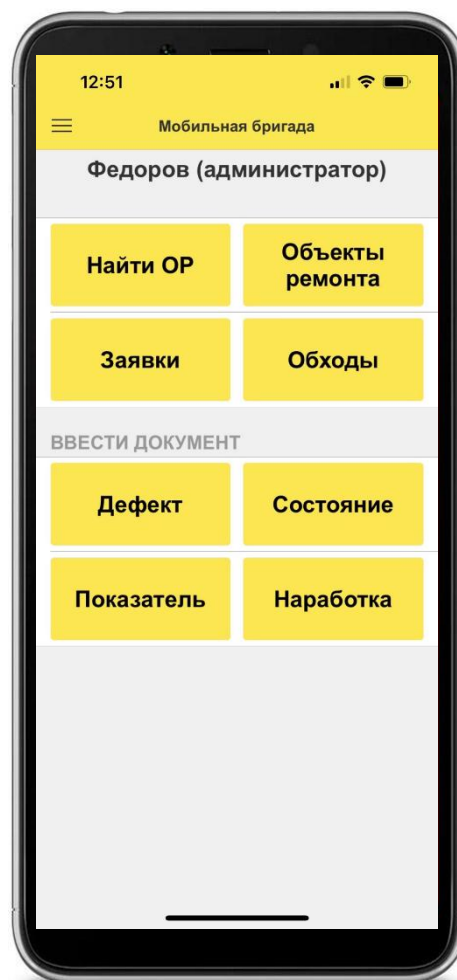 12:51
Мобильная бригада
Федоров (администратор)
Найти ОР
Объекты
ремонта
Заявки
Обходы
ВВЕСТИ ДОКУМЕНТ
Дефект
Состояние
Показатель
Наработка